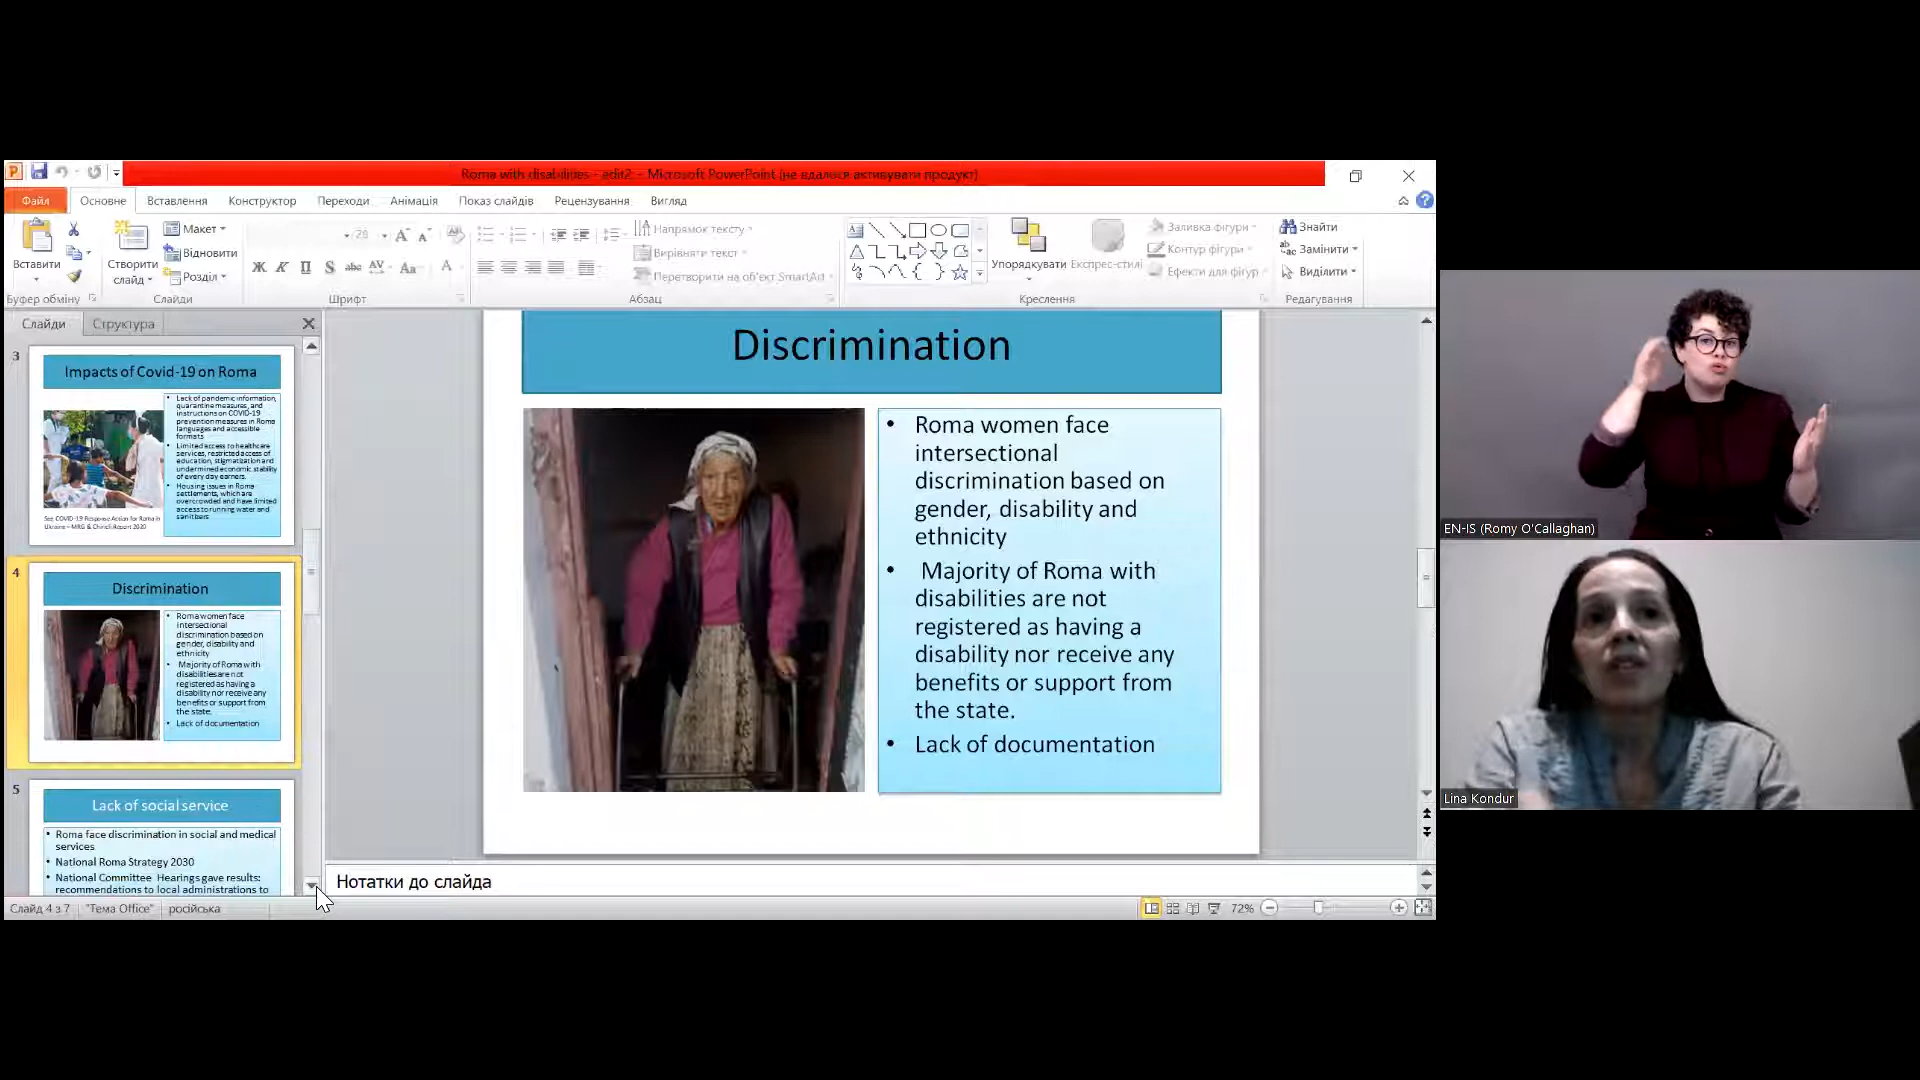 Roma with disabilities - edit2 - Microsoft PowerPoint (не вдалося активувати продукт)
Файл
Основне
Вставлення
Конструктор
Переходи
Анімація
Показ слайдів
Рецензування
Вигляд
Вставити
Створити слайд
Макет
Відновити
Розділ
28
Ж К П S abc AV Aa A
Напрямок тексту
Вирівняти текст
Перетворити на об'єкт SmartArt
Упорядкувати
Експрес-стилі
Заливка фігури
Контур фігури
Ефекти для фігур
Знайти
Замінити
Виділити
Буфер обміну
Слайди
Шрифт
Абзац
Креслення
Редагування
Слайди
Структура
3
Impacts of Covid-19 on Roma
Lack of pandemic information,
quarantine measures, and
instructions on COVID-19
prevention measures in Roma
languages and accessible
formats
Limited access to healthcare
services, restricted access of
education, stigmatization and
undermined economic stability
of every day earners.
Housing issues in Roma
settlements, which are
overcrowded and have limited
access to running water and
sanitizers
See COVID-19 Response Action for Roma in
Ukraine – MRG & Chiricli Report 2020
4
Discrimination
Roma women face
intersectional
discrimination based on
gender, disability and
ethnicity
Majority of Roma with
disabilities are not
registered as having a
disability nor receive any
benefits or support from
the state.
Lack of documentation
5
Lack of social service
• Roma face discrimination in social and medical
services
• National Roma Strategy 2030
• National Committee Hearings gave results:
recommendations to local administrations to
Discrimination
• Roma women face
intersectional
discrimination based on
gender, disability and
ethnicity
• Majority of Roma with
disabilities are not
registered as having a
disability nor receive any
benefits or support from
the state.
• Lack of documentation
Нотатки до слайда
Слайд 4 з 7
"Тема Office"
російська
72%
EN-IS (Romy O'Callaghan)
Lina Kondur